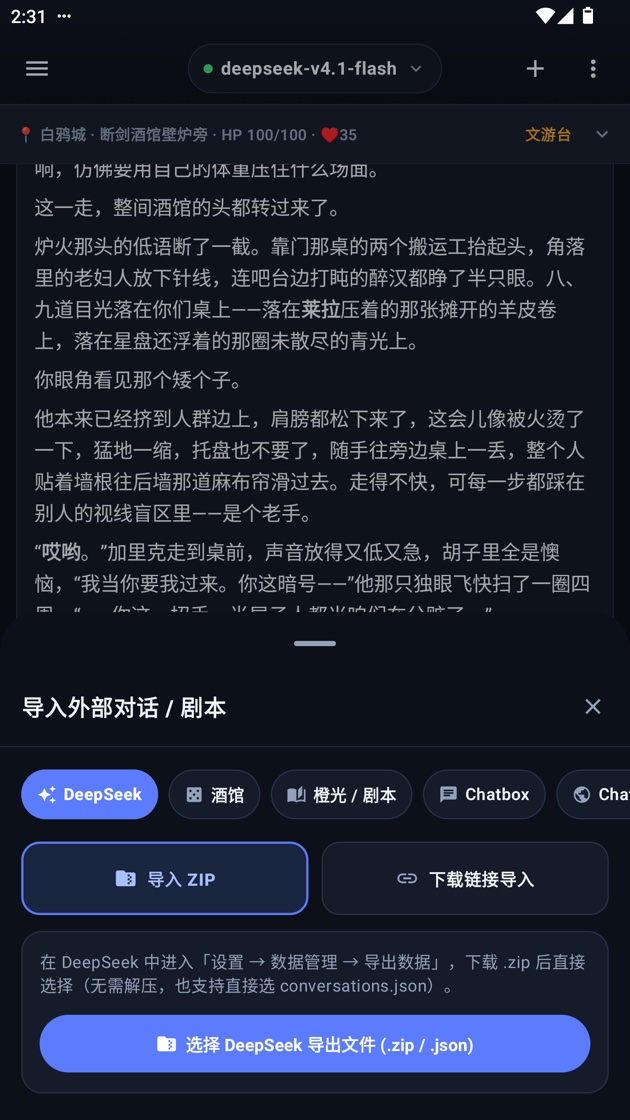 2:31
deepseek-v4.1-flash
白鸦城 · 断剑酒馆壁炉旁 · HP 100/100 · ❤️35
文游台
啊，仿佛要用自己的体重压住什么场面。
这一走，整间酒馆的头都转过来了。
炉火那头的低语断了一截。靠门那桌的两个搬运工抬起头，角落
里的老妇人放下针线，连吧台边打盹的醉汉都睁了半只眼。八、
九道目光落在你们桌上——落在莱拉压着的那张摊开的羊皮卷
上，落在星盘还浮着的那圈未散尽的青光上。
你眼角看见那个矮个子。
他本来已经挤到人群边上，肩膀都松下来了，这会儿像被火烫了
一下，猛地一缩，托盘也不要了，随手往旁边桌上一丢，整个人
贴着墙根往后墙那道麻布帘滑过去。走得不快，可每一步都踩在
别人的视线盲区里——是个老手。
“哎哟。”加里克走到桌前，声音放得又低又急，胡子里全是懊
恼，“我当你要我过来。你这暗号——”他那只独眼飞快扫了一圈四
导入外部对话 / 剧本
DeepSeek
酒馆
橙光 / 剧本
Chatbox
Cha
导入 ZIP
下载链接导入
在 DeepSeek 中进入「设置 → 数据管理 → 导出数据」，下载 .zip 后直接
选择（无需解压，也支持直接选 conversations.json）。
选择 DeepSeek 导出文件 (.zip / .json)